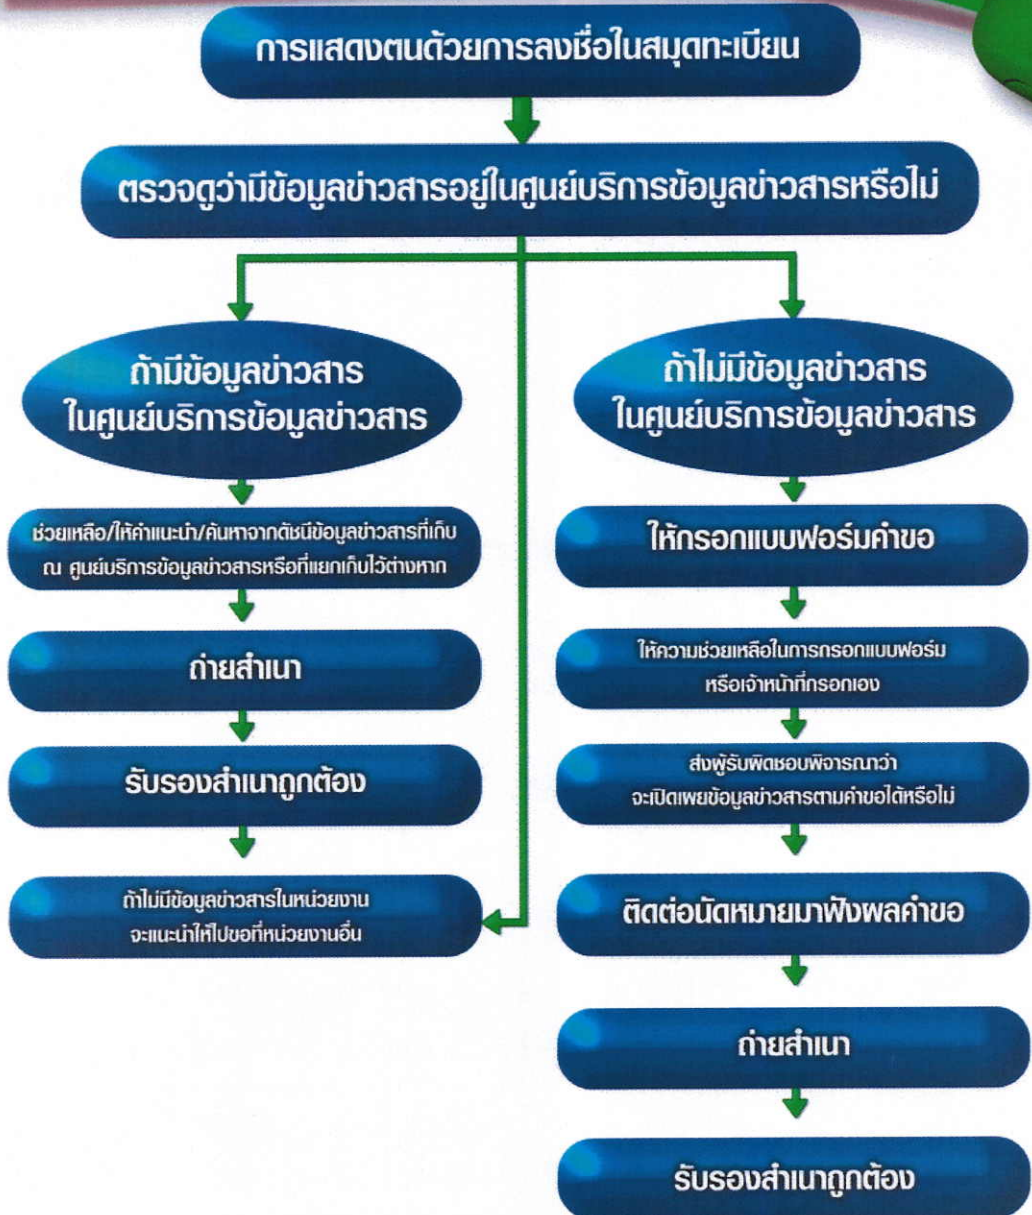 การแสดงตนด้วยการลงชื่อในสมุดทะเบียน
ตรวจดูว่ามีข้อมูลข่าวสารอยู่ในศูนย์บริการข้อมูลข่าวสารหรือไม่
ถ้ามีข้อมูลข่าวสาร
ในศูนย์บริการข้อมูลข่าวสาร
ช่วยเหลือ/ให้คำแนะนำ/ค้นหาจากดัชนีข้อมูลข่าวสารที่เก็บ
ณ ศูนย์บริการข้อมูลข่าวสารหรือที่แยกเก็บไว้ต่างหาก
ถ่ายสำเนา
รับรองสำเนาถูกต้อง
ถ้าไม่มีข้อมูลข่าวสารในหน่วยงาน
จะแนะนำให้ไปขอที่หน่วยงานอื่น
ถ้าไม่มีข้อมูลข่าวสาร
ในศูนย์บริการข้อมูลข่าวสาร
ให้กรอกแบบฟอร์มคำขอ
ให้ความช่วยเหลือในการกรอกแบบฟอร์ม
หรือเจ้าหน้าที่กรอกเอง
ส่งผู้รับผิดชอบพิจารณาว่า
จะเปิดเผยข้อมูลข่าวสารตามคำขอได้หรือไม่
ติดต่อนัดหมายมาฟังผลคำขอ
ถ่ายสำเนา
รับรองสำเนาถูกต้อง